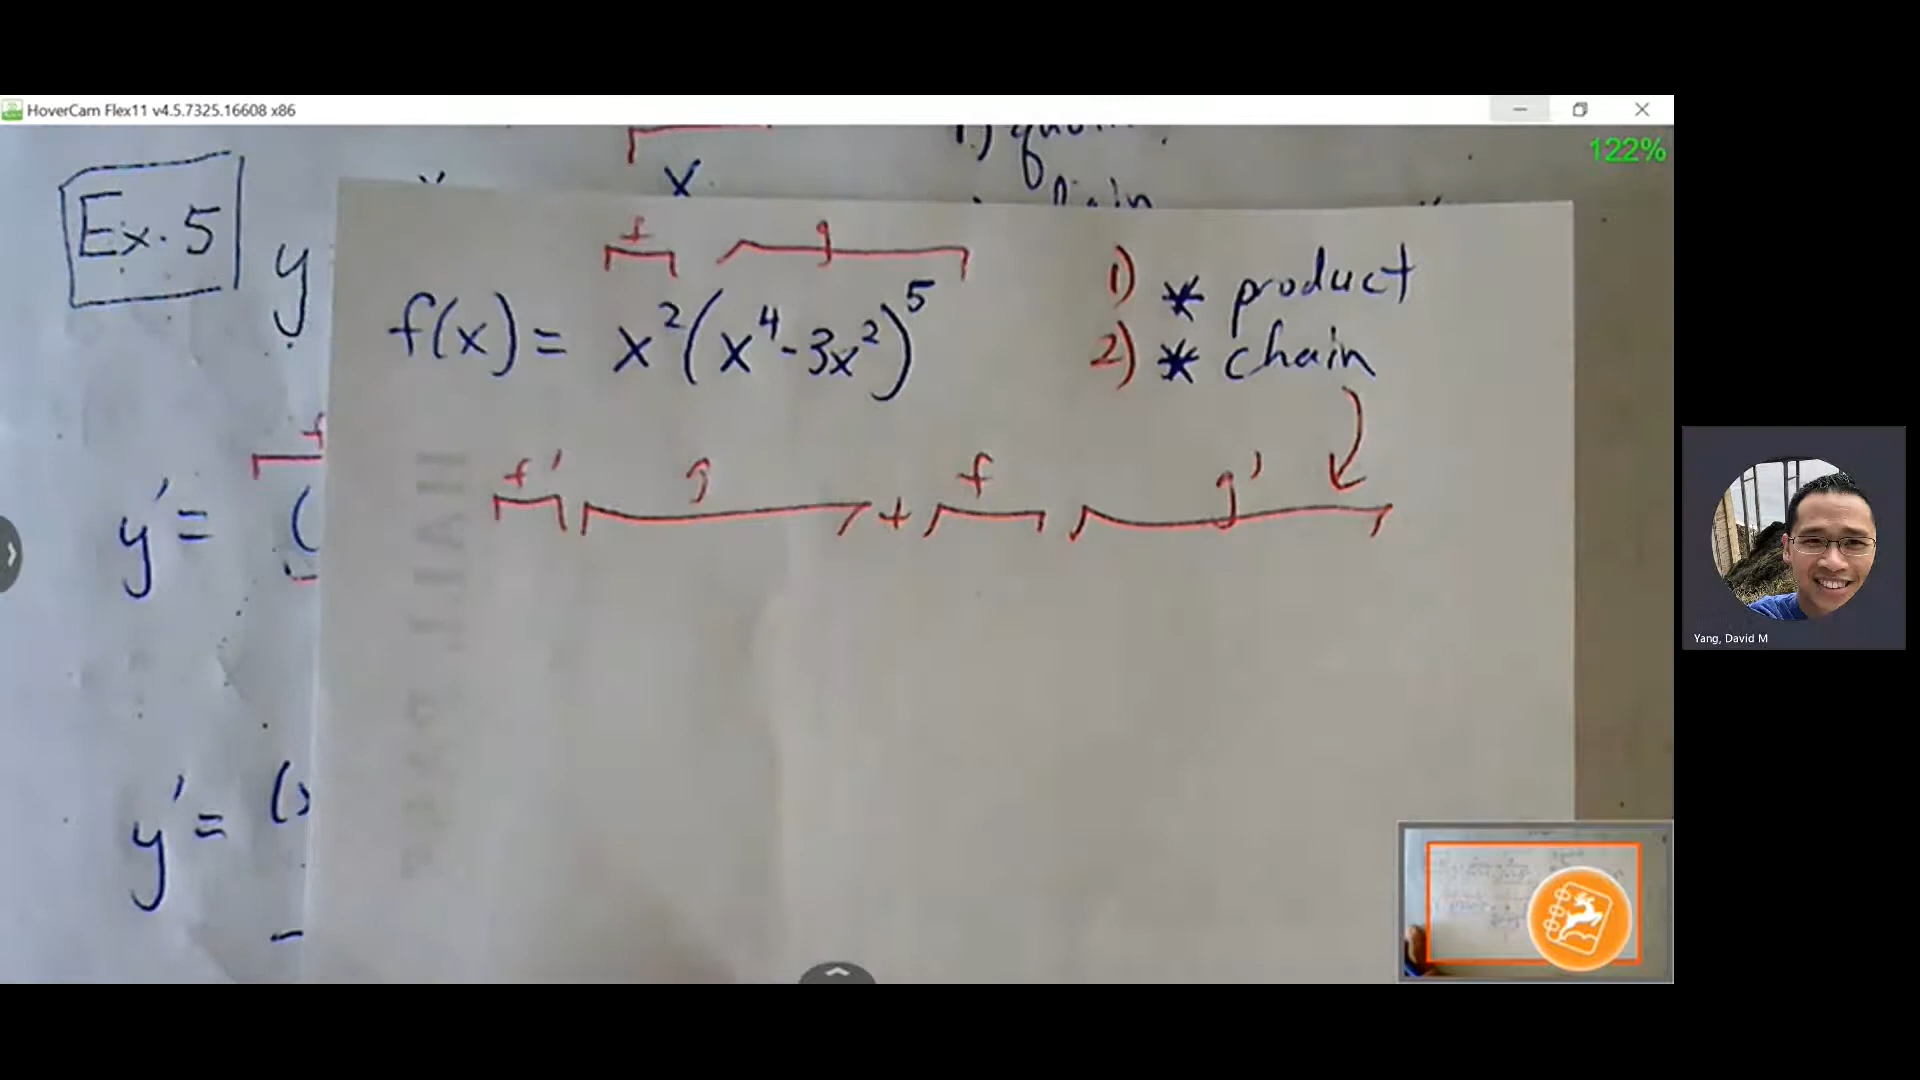 HoverCam Flex11 v4.5.7325.16608 x86
122%
Ex. 5
y
x
f g
f(x) = x²(x⁴-3x²)⁵
1) * product
2) * chain
f' g + f g'
y' = (
y' = (x
Yang, David M